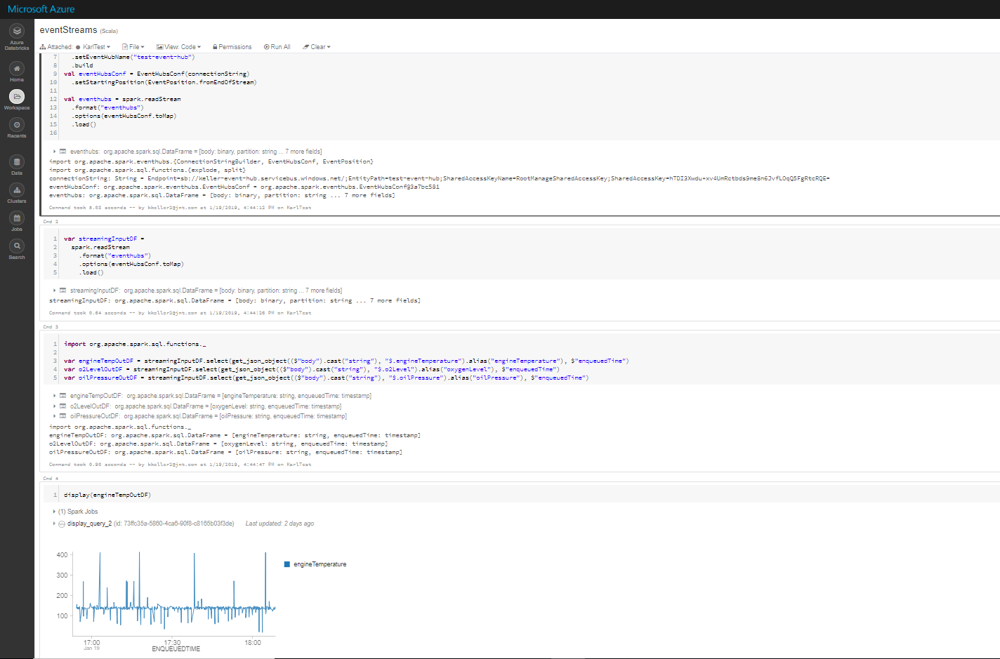 Microsoft Azure
Azure
Databricks
Home
Workspace
Recents
Data
Clusters
Jobs
Search
eventStreams (Scala)
Attached: KarlTest File View: Code Permissions Run All Clear
7 .setEventHubName("test-event-hub")
8 .build
9 val eventHubsConf = EventHubsConf(connectionString)
10 .setStartingPosition(EventPosition.fromEndOfStream)
11
12 val eventhubs = spark.readStream
13 .format("eventhubs")
14 .options(eventHubsConf.toMap)
15 .load()
16
eventhubs: org.apache.spark.sql.DataFrame = [body: binary, partition: string ... 7 more fields]
import org.apache.spark.eventhubs.{ConnectionStringBuilder, EventHubsConf, EventPosition}
import org.apache.spark.sql.functions.{explode, split}
connectionString: String = Endpoint=sb://keller-event-hub.servicebus.windows.net/;EntityPath=test-event-hub;SharedAccessKeyName=RootManageSharedAccessKey;SharedAccessKey=
eventHubsConf: org.apache.spark.eventhubs.EventHubsConf = org.apache.spark.eventhubs.EventHubsConf@3a7bc581
eventhubs: org.apache.spark.sql.DataFrame = [body: binary, partition: string ... 7 more fields]
Command took seconds -- by kkeller2@jmt.com at 1/19/2019, 4:44:12 PM on KarlTest
Cmd 2
1 var streamingInputDF =
2 spark.readStream
3 .format("eventhubs")
4 .options(eventHubsConf.toMap)
5 .load()
streamingInputDF: org.apache.spark.sql.DataFrame = [body: binary, partition: string ... 7 more fields]
streamingInputDF: org.apache.spark.sql.DataFrame = [body: binary, partition: string ... 7 more fields]
Command took 0.64 seconds -- by kkeller2@jmt.com at 1/19/2019, 4:44:26 PM on KarlTest
Cmd 3
1 import org.apache.spark.sql.functions._
2
3 var engineTempOutDF = streamingInputDF.select(get_json_object(($"body").cast("string"), "$.engineTemperature").alias("engineTemperature"), $"enqueuedTime")
4 var o2LevelOutDF = streamingInputDF.select(get_json_object(($"body").cast("string"), "$.o2Level").alias("oxygenLevel"), $"enqueuedTime")
5 var oilPressureOutDF = streamingInputDF.select(get_json_object(($"body").cast("string"), "$.oilPressure").alias("oilPressure"), $"enqueuedTime")
engineTempOutDF: org.apache.spark.sql.DataFrame = [engineTemperature: string, enqueuedTime: timestamp]
o2LevelOutDF: org.apache.spark.sql.DataFrame = [oxygenLevel: string, enqueuedTime: timestamp]
oilPressureOutDF: org.apache.spark.sql.DataFrame = [oilPressure: string, enqueuedTime: timestamp]
import org.apache.spark.sql.functions._
engineTempOutDF: org.apache.spark.sql.DataFrame = [engineTemperature: string, enqueuedTime: timestamp]
o2LevelOutDF: org.apache.spark.sql.DataFrame = [oxygenLevel: string, enqueuedTime: timestamp]
oilPressureOutDF: org.apache.spark.sql.DataFrame = [oilPressure: string, enqueuedTime: timestamp]
Command took 0.90 seconds -- by kkeller2@jmt.com at 1/19/2019, 4:44:47 PM on KarlTest
Cmd 4
1 display(engineTempOutDF)
(1) Spark Jobs
display_query_2 (id: 73ffc35a-5860-4ca6-90f8-c8165b03f3de) Last updated: 2 days ago
400
300
200
100
engineTemperature
17:00 17:30 18:00
Jan 19
ENQUEUEDTIME